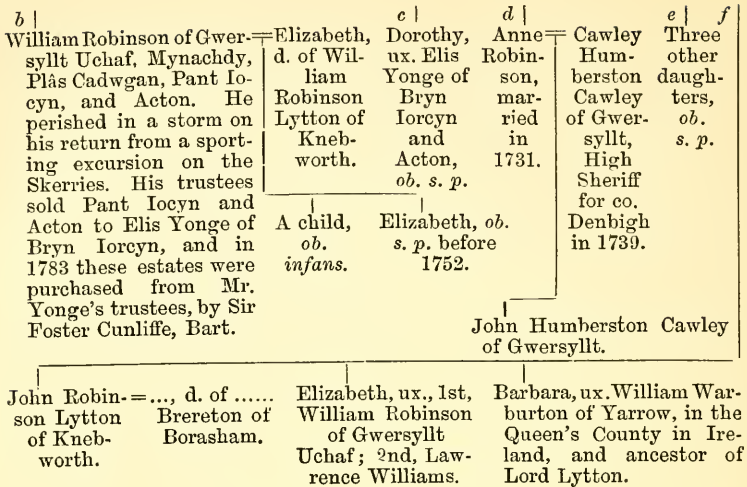 b
William Robinson of Gwer-
syllt Uchaf, Mynachdy,
Plâs Cadwgan, Pant Io-
cyn, and Acton. He
perished in a storm on
his return from a sport-
ing excursion on the
Skerries. His trustees
sold Pant Iocyn and
Acton to Elis Yonge of
Bryn Iorcyn, and in
1783 these estates were
purchased from Mr.
Yonge's trustees, by Sir
Foster Cunliffe, Bart.
Elizabeth,
d. of Wil-
liam
Robinson
Lytton of
Kneb-
worth.
c
Dorothy,
ux. Elis
Yonge of
Bryn
Iorcyn
and
Acton,
ob. s. p.
d
Anne
Robin-
son,
mar-
ried
in
1731.
Cawley
Hum-
berston
Cawley
of Gwer-
syllt,
High
Sheriff
for co.
Denbigh
in 1739.
e
Three
other
daugh-
ters,
ob.
s. p.
f
A child,
ob.
infans.
Elizabeth, ob.
s. p. before
1752.
John Humberston Cawley
of Gwersyllt.
John Robin-
son Lytton
of Kneb-
worth.
=..., d. of ......
Brereton of
Borasham.
Elizabeth, ux., 1st,
William Robinson
of Gwersyllt
Uchaf; 2nd, Law-
rence Williams.
Barbara, ux. William War-
burton of Yarrow, in the
Queen's County in Ire-
land, and ancestor of
Lord Lytton.